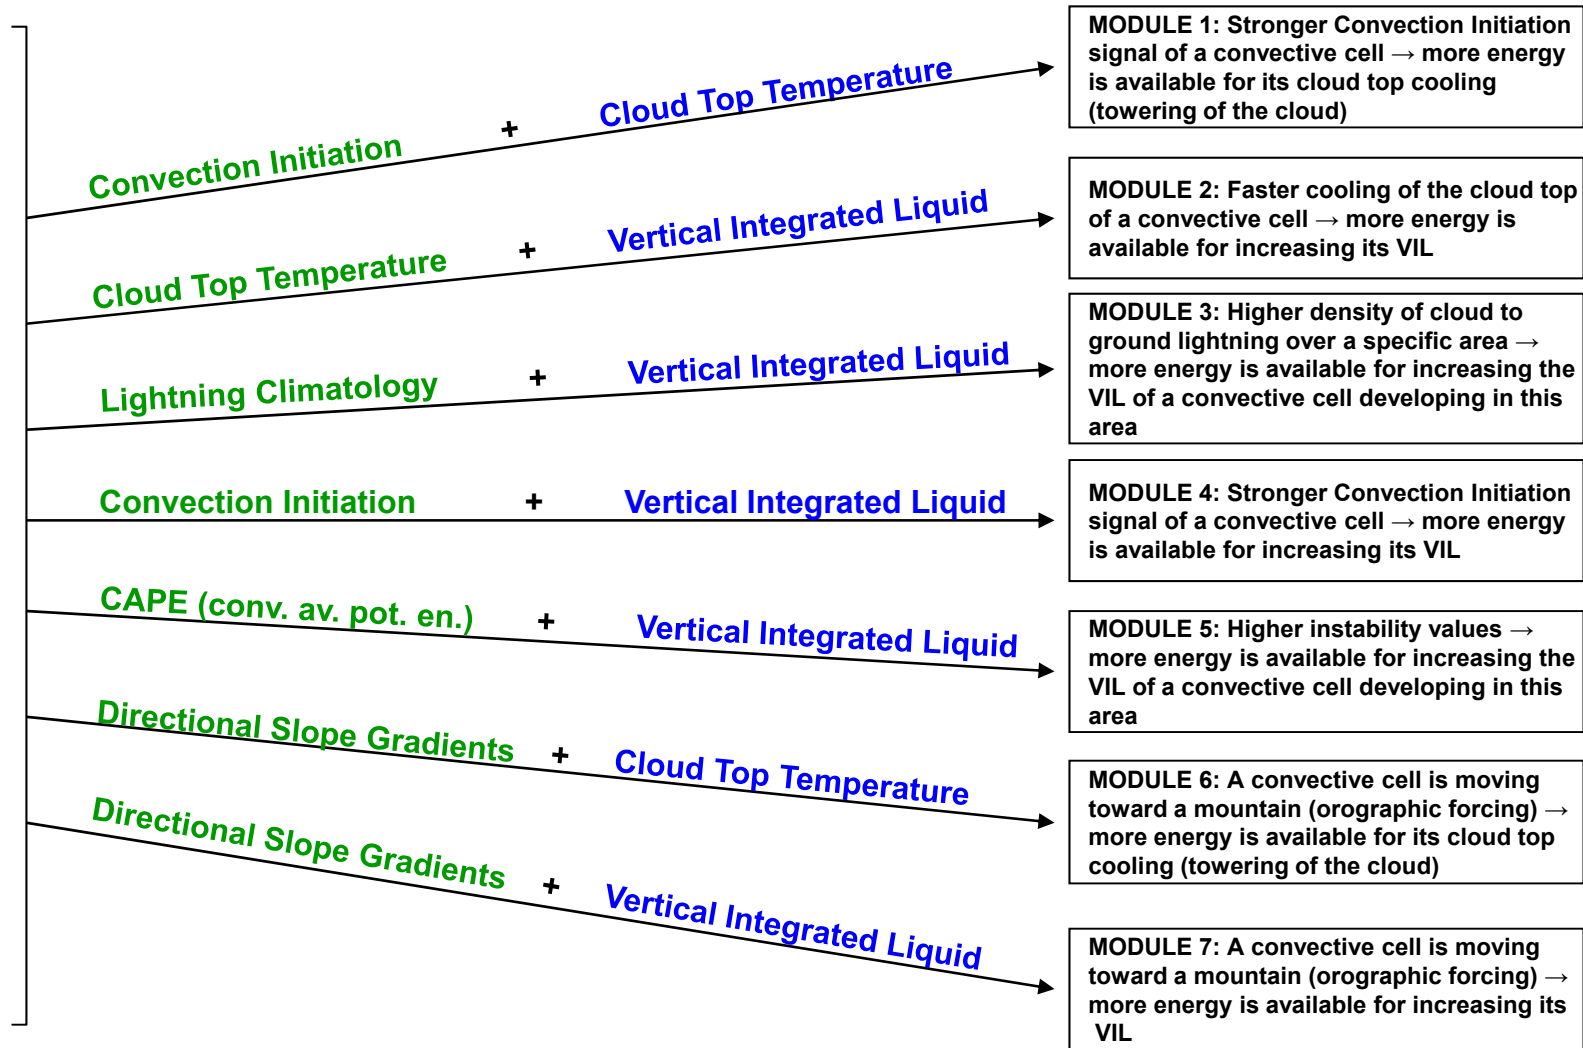 Convection Initiation + Cloud Top Temperature
MODULE 1: Stronger Convection Initiation
signal of a convective cell → more energy
is available for its cloud top cooling
(towering of the cloud)
Cloud Top Temperature + Vertical Integrated Liquid
MODULE 2: Faster cooling of the cloud top
of a convective cell → more energy is
available for increasing its VIL
Lightning Climatology + Vertical Integrated Liquid
MODULE 3: Higher density of cloud to
ground lightning over a specific area →
more energy is available for increasing the
VIL of a convective cell developing in this
area
Convection Initiation + Vertical Integrated Liquid
MODULE 4: Stronger Convection Initiation
signal of a convective cell → more energy
is available for increasing its VIL
CAPE (conv. av. pot. en.) + Vertical Integrated Liquid
MODULE 5: Higher instability values →
more energy is available for increasing the
VIL of a convective cell developing in this
area
Directional Slope Gradients + Cloud Top Temperature
MODULE 6: A convective cell is moving
toward a mountain (orographic forcing) →
more energy is available for its cloud top
cooling (towering of the cloud)
Directional Slope Gradients + Vertical Integrated Liquid
MODULE 7: A convective cell is moving
toward a mountain (orographic forcing) →
more energy is available for increasing its
VIL